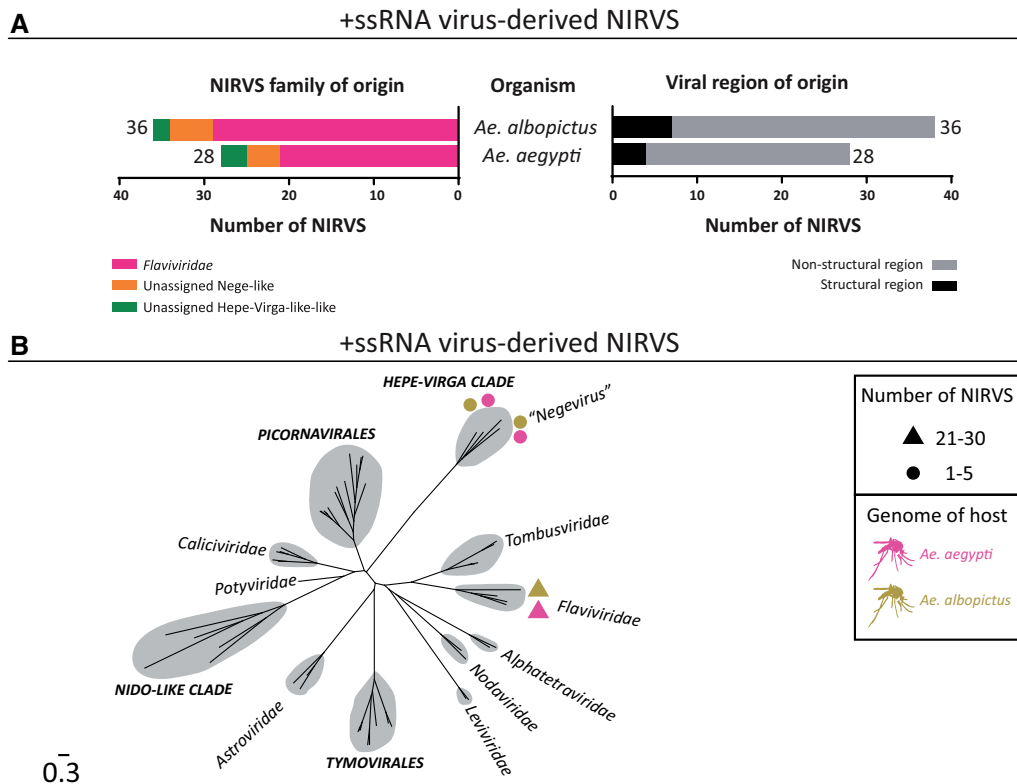 A
+ssRNA virus-derived NIRVS
NIRVS family of origin
Organism
Viral region of origin
36
Ae. albopictus
36
28
Ae. aegypti
28
40 30 20 10 0
0 10 20 30 40
Number of NIRVS
Number of NIRVS
Flaviviridae
Unassigned Nege-like
Unassigned Hepe-Virga-like-like
Non-structural region
Structural region
B
+ssRNA virus-derived NIRVS
HEPE-VIRGA CLADE
"Negevirus"
PICORNAVIRALES
Caliciviridae
Potyviridae
Tombusviridae
Flaviviridae
NIDO-LIKE CLADE
Astroviridae
TYMOVIRALES
Leviviridae
Nodaviridae
Alphatetraviridae
0.3
Number of NIRVS
21-30
1-5
Genome of host
Ae. aegypti
Ae. albopictus